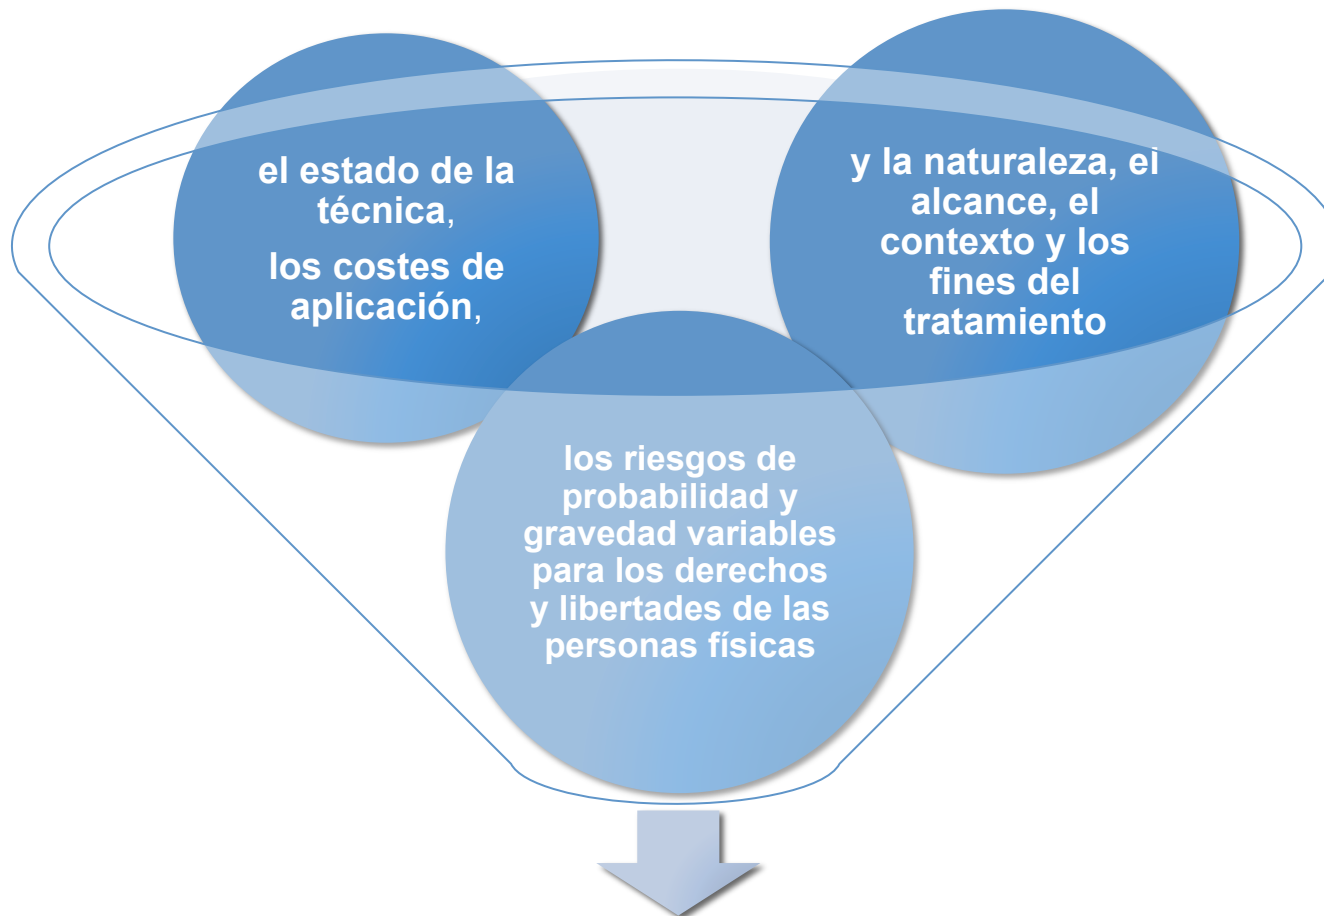 el estado de la
técnica,
los costes de
aplicación,
y la naturaleza, el
alcance, el
contexto y los
fines del
tratamiento
los riesgos de
probabilidad y
gravedad variables
para los derechos
y libertades de las
personas físicas